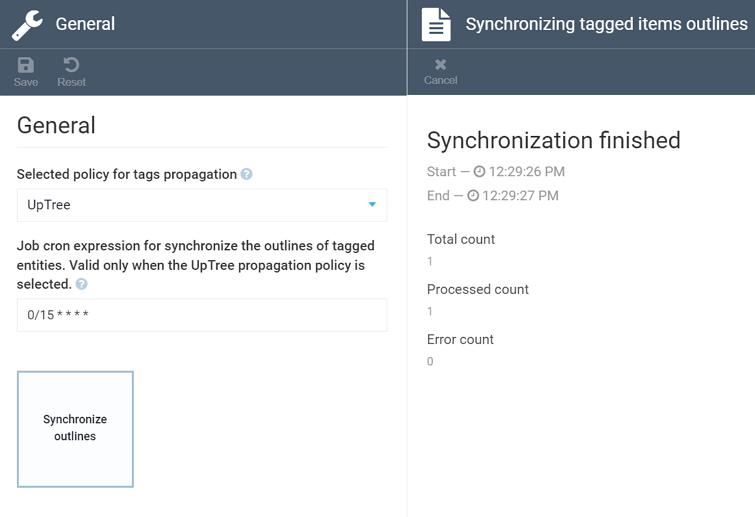 General
Save
Reset
General
Selected policy for tags propagation ?
UpTree
Job cron expression for synchronize the outlines of tagged
entities. Valid only when the UpTree propagation policy is
selected. ?
0/15 * * * *
Synchronize
outlines
Synchronizing tagged items outlines
Cancel
Synchronization finished
Start — 12:29:26 PM
End — 12:29:27 PM
Total count
1
Processed count
1
Error count
0